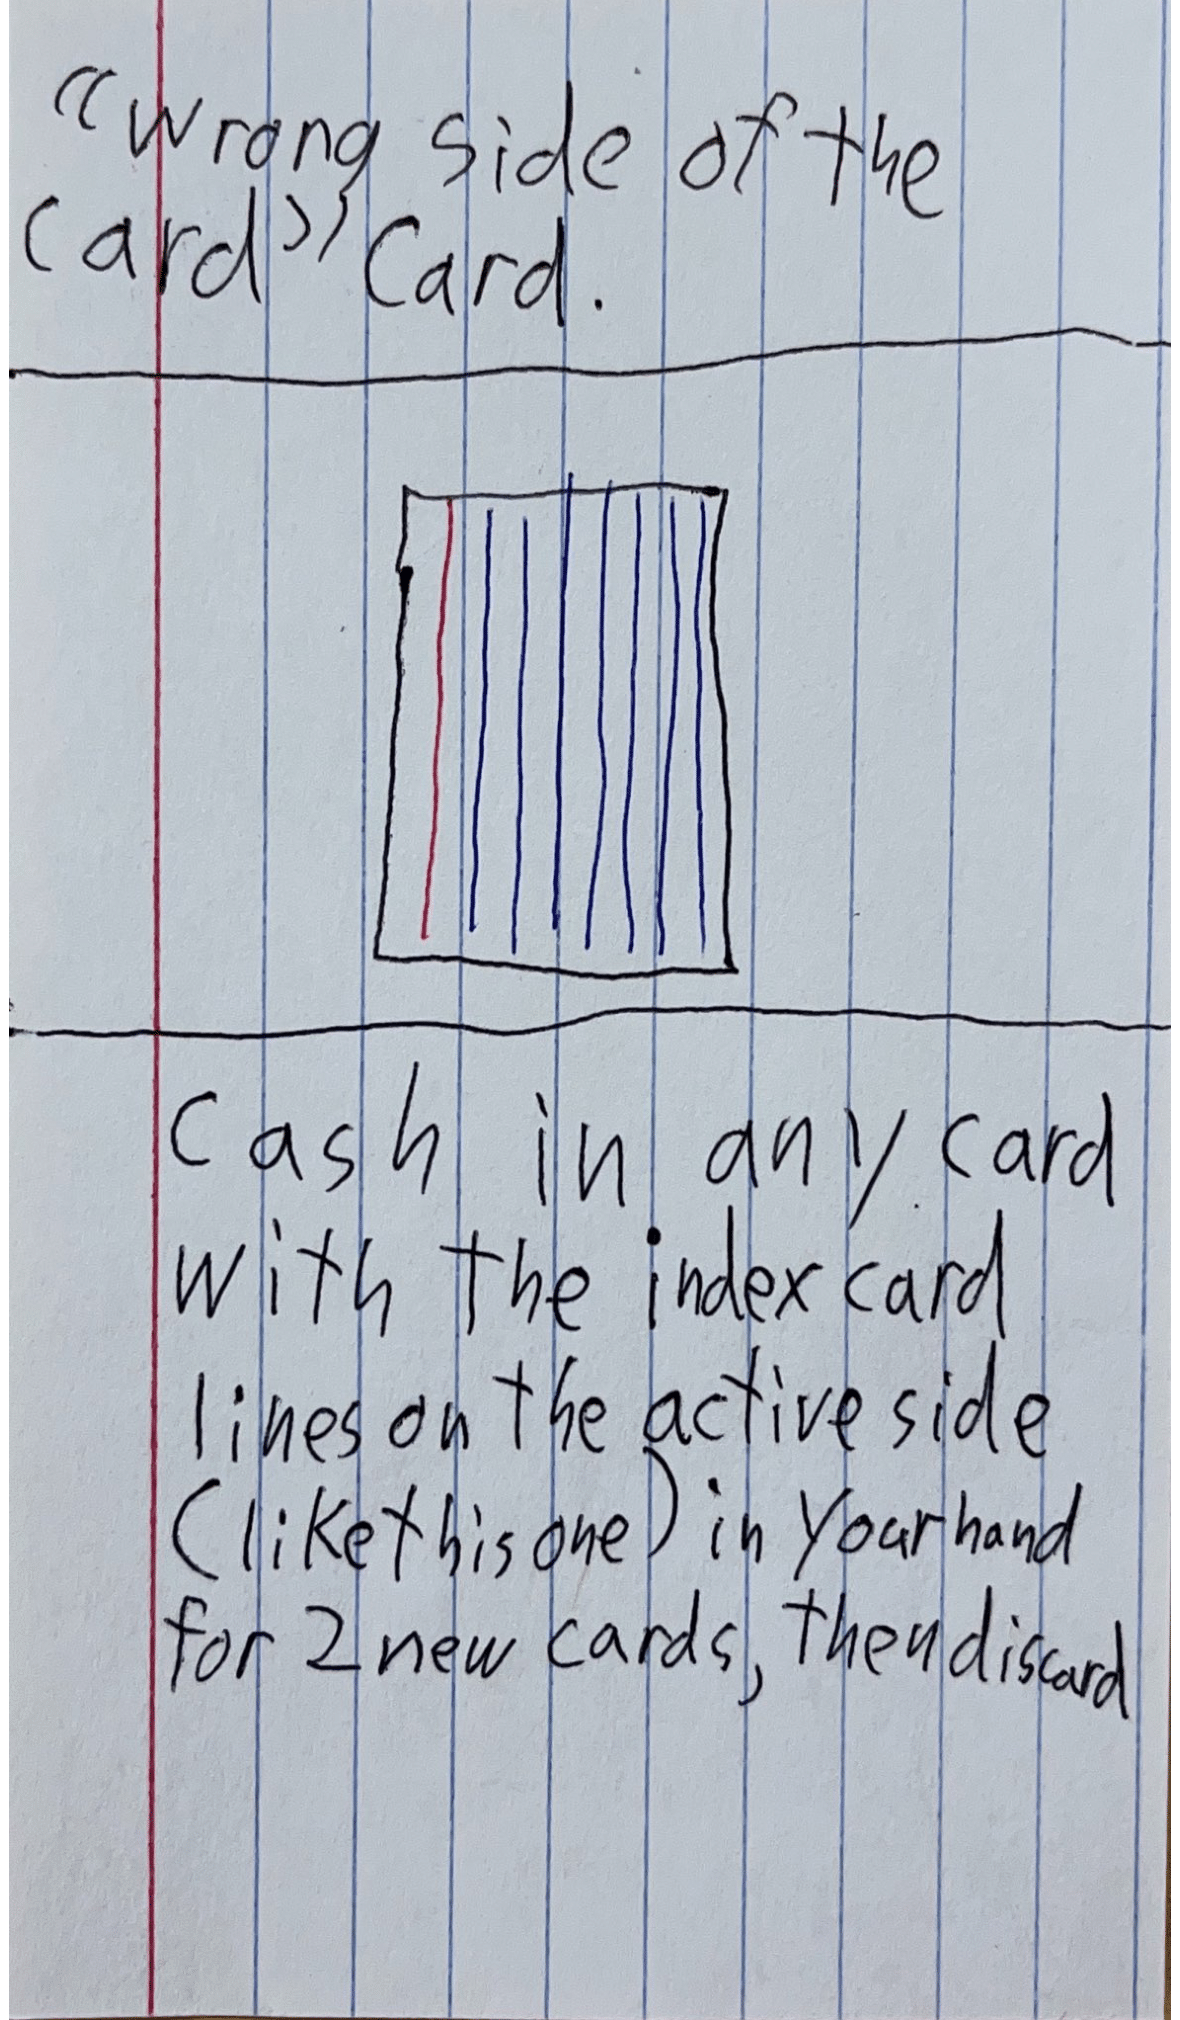 "Wrong side of the
Card" Card.
Cash in any card
with the index card
lines on the active side
(like this one) in your hand
for 2 new cards, then discard